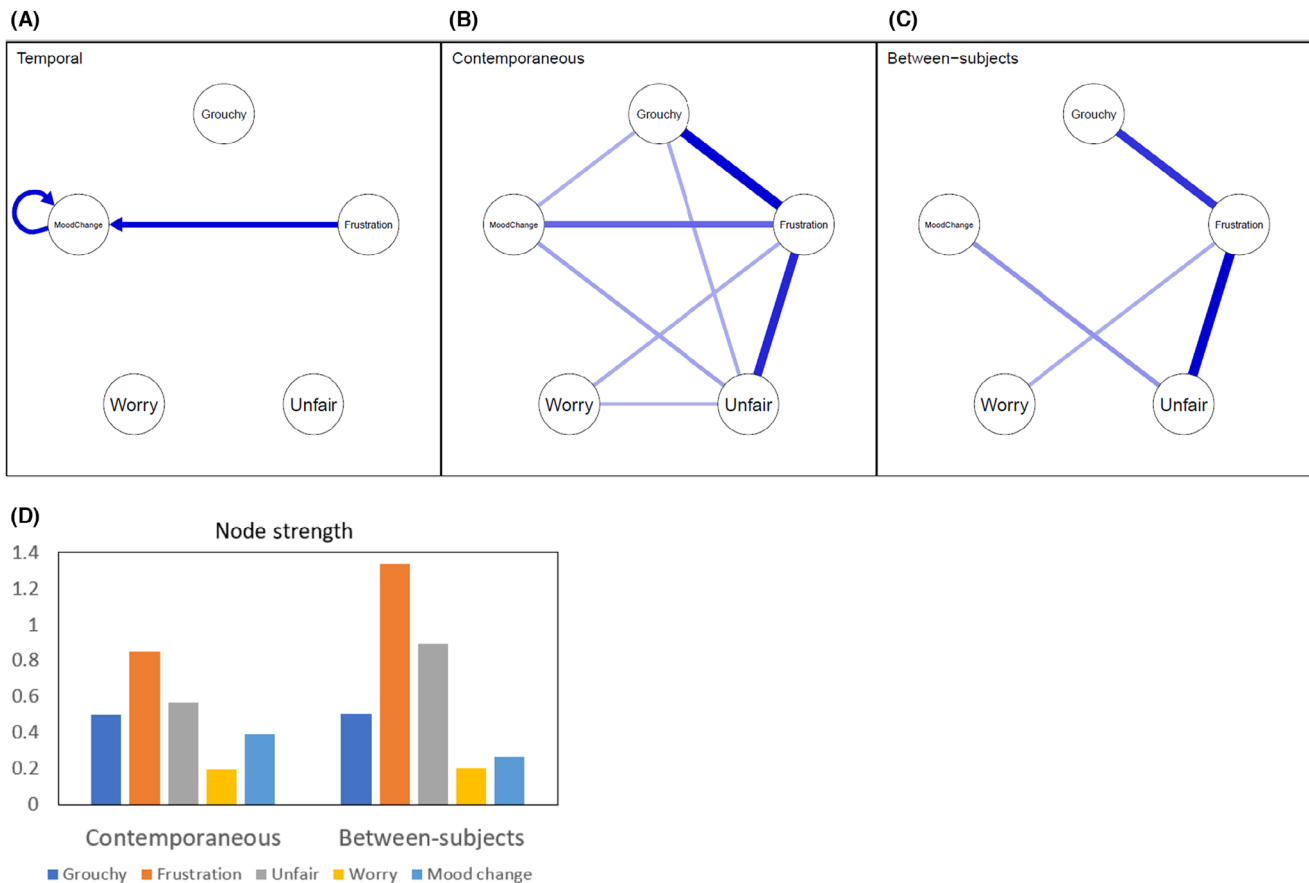 (A)
Temporal
Grouchy
MoodChange
Frustration
Worry
Unfair
(B)
Contemporaneous
Grouchy
MoodChange
Frustration
Worry
Unfair
(C)
Between-subjects
Grouchy
MoodChange
Frustration
Worry
Unfair
(D)
Node strength
1.4
1.2
1
0.8
0.6
0.4
0.2
0
Contemporaneous Between-subjects
Grouchy Frustration Unfair Worry Mood change